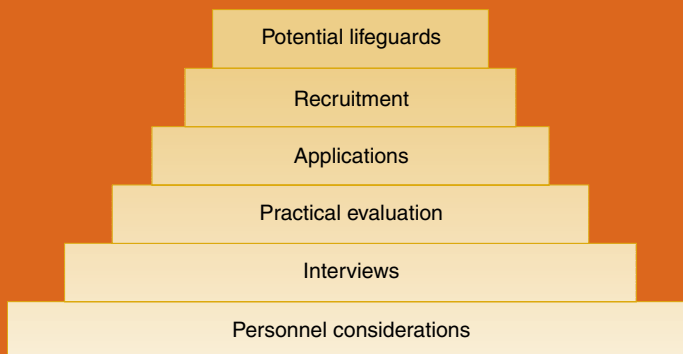 Potential lifeguards
Recruitment
Applications
Practical evaluation
Interviews
Personnel considerations